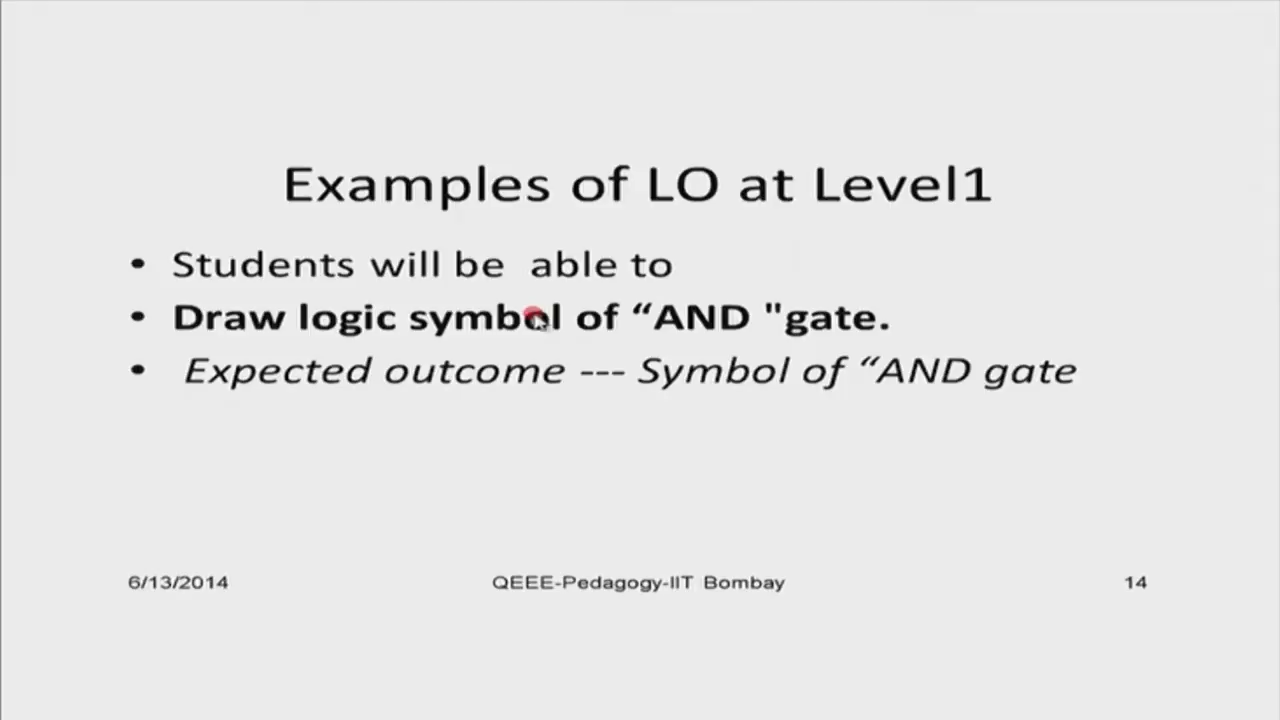 Examples of LO at Level1
• Students will be able to
• Draw logic symbol of “AND "gate.
• Expected outcome --- Symbol of “AND gate
6/13/2014 QEEE-Pedagogy-IIT Bombay 14